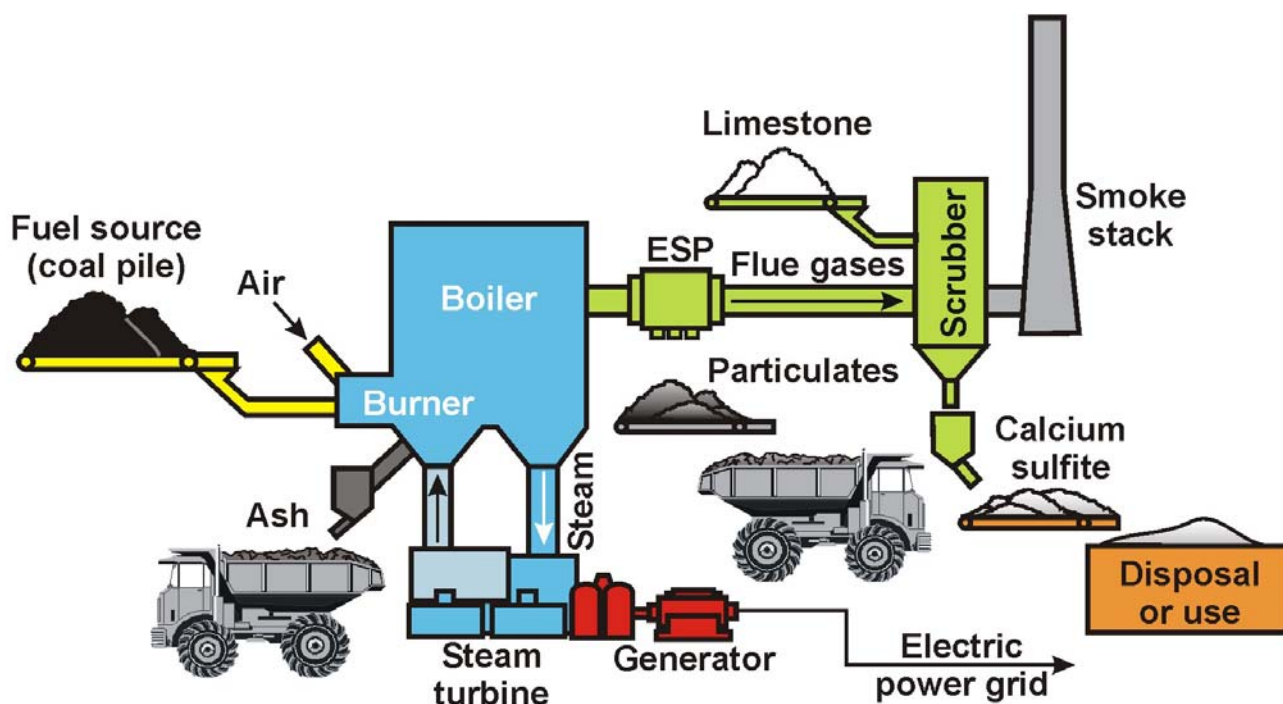 Limestone
Scrubber
Smoke
stack
Fuel source
(coal pile)
Air
Boiler
ESP
Flue gases
Burner
Particulates
Calcium
sulfite
Ash
Steam
Disposal
or use
Steam
turbine
Generator
Electric
power grid